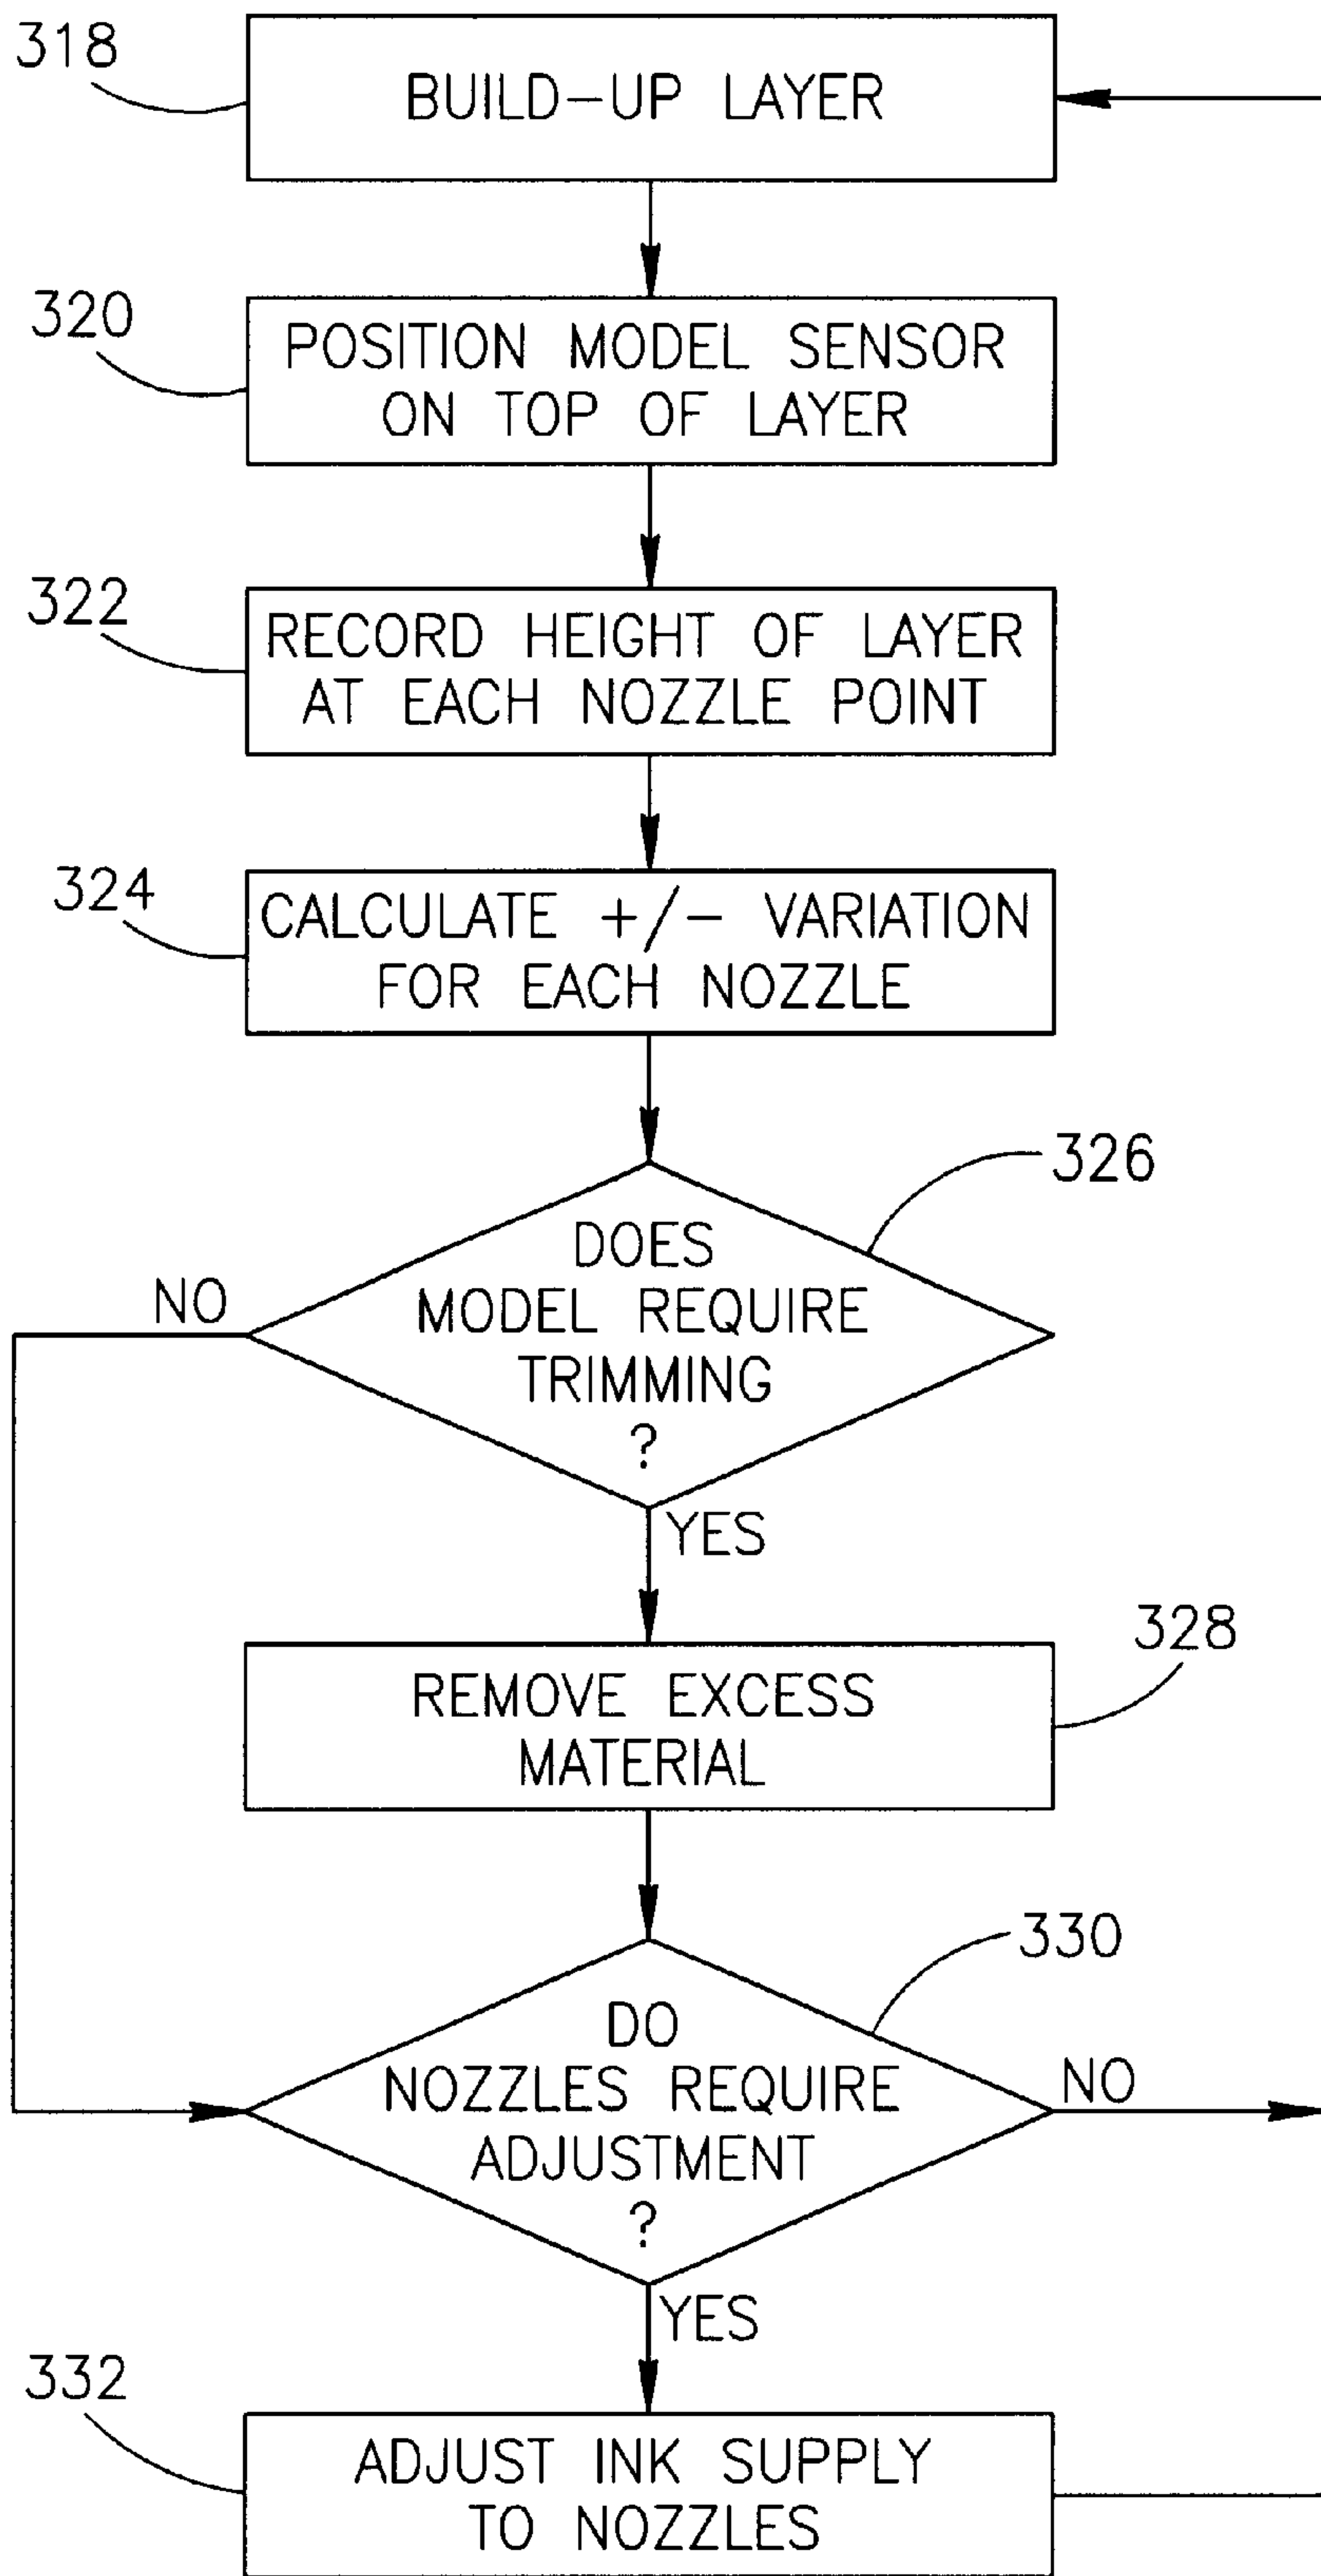 318
BUILD-UP LAYER
320
POSITION MODEL SENSOR
ON TOP OF LAYER
322
RECORD HEIGHT OF LAYER
AT EACH NOZZLE POINT
324
CALCULATE +/- VARIATION
FOR EACH NOZZLE
326
DOES
MODEL REQUIRE
TRIMMING
?
NO
YES
328
REMOVE EXCESS
MATERIAL
330
DO
NOZZLES REQUIRE
ADJUSTMENT
?
NO
YES
332
ADJUST INK SUPPLY
TO NOZZLES